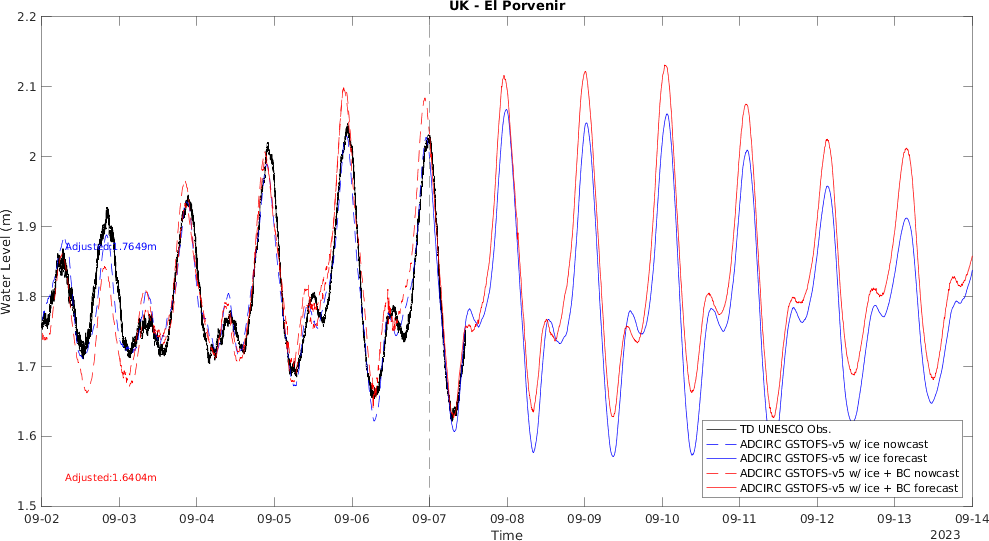 UK - El Porvenir
2.2
2.1
2
1.9
1.8
1.7
1.6
1.5
Water Level (m)
Adjusted:1.7649m
Adjusted:1.6404m
TD UNESCO Obs.
ADCIRC GSTOFS-v5 w/ ice nowcast
ADCIRC GSTOFS-v5 w/ ice forecast
ADCIRC GSTOFS-v5 w/ ice + BC nowcast
ADCIRC GSTOFS-v5 w/ ice + BC forecast
09-02 09-03 09-04 09-05 09-06 09-07 09-08 09-09 09-10 09-11 09-12 09-13 09-14
Time
2023